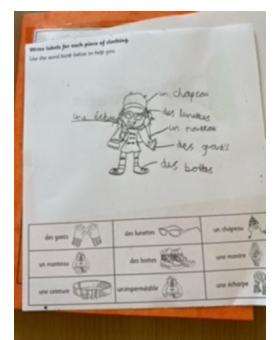 Write labels for each piece of clothing.
Use the word bank below to help you.
un chapeau
une écharpe
des lunettes
un manteau
des gants
des bottes
des gants
des lunettes
un chapeau
un manteau
des bottes
une montre
une ceinture
un imperméable
une écharpe